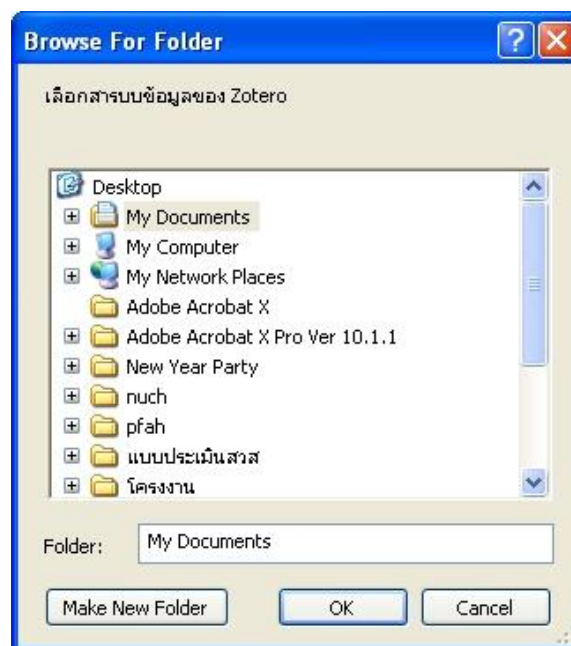 Browse For Folder
เลือกสารบบข้อมูลของ Zotero
Desktop
My Documents
My Computer
My Network Places
Adobe Acrobat X
Adobe Acrobat X Pro Ver 10.1.1
New Year Party
nuch
pfah
แบบประเมินสวส
โครงงาน
Folder: My Documents
Make New Folder OK Cancel